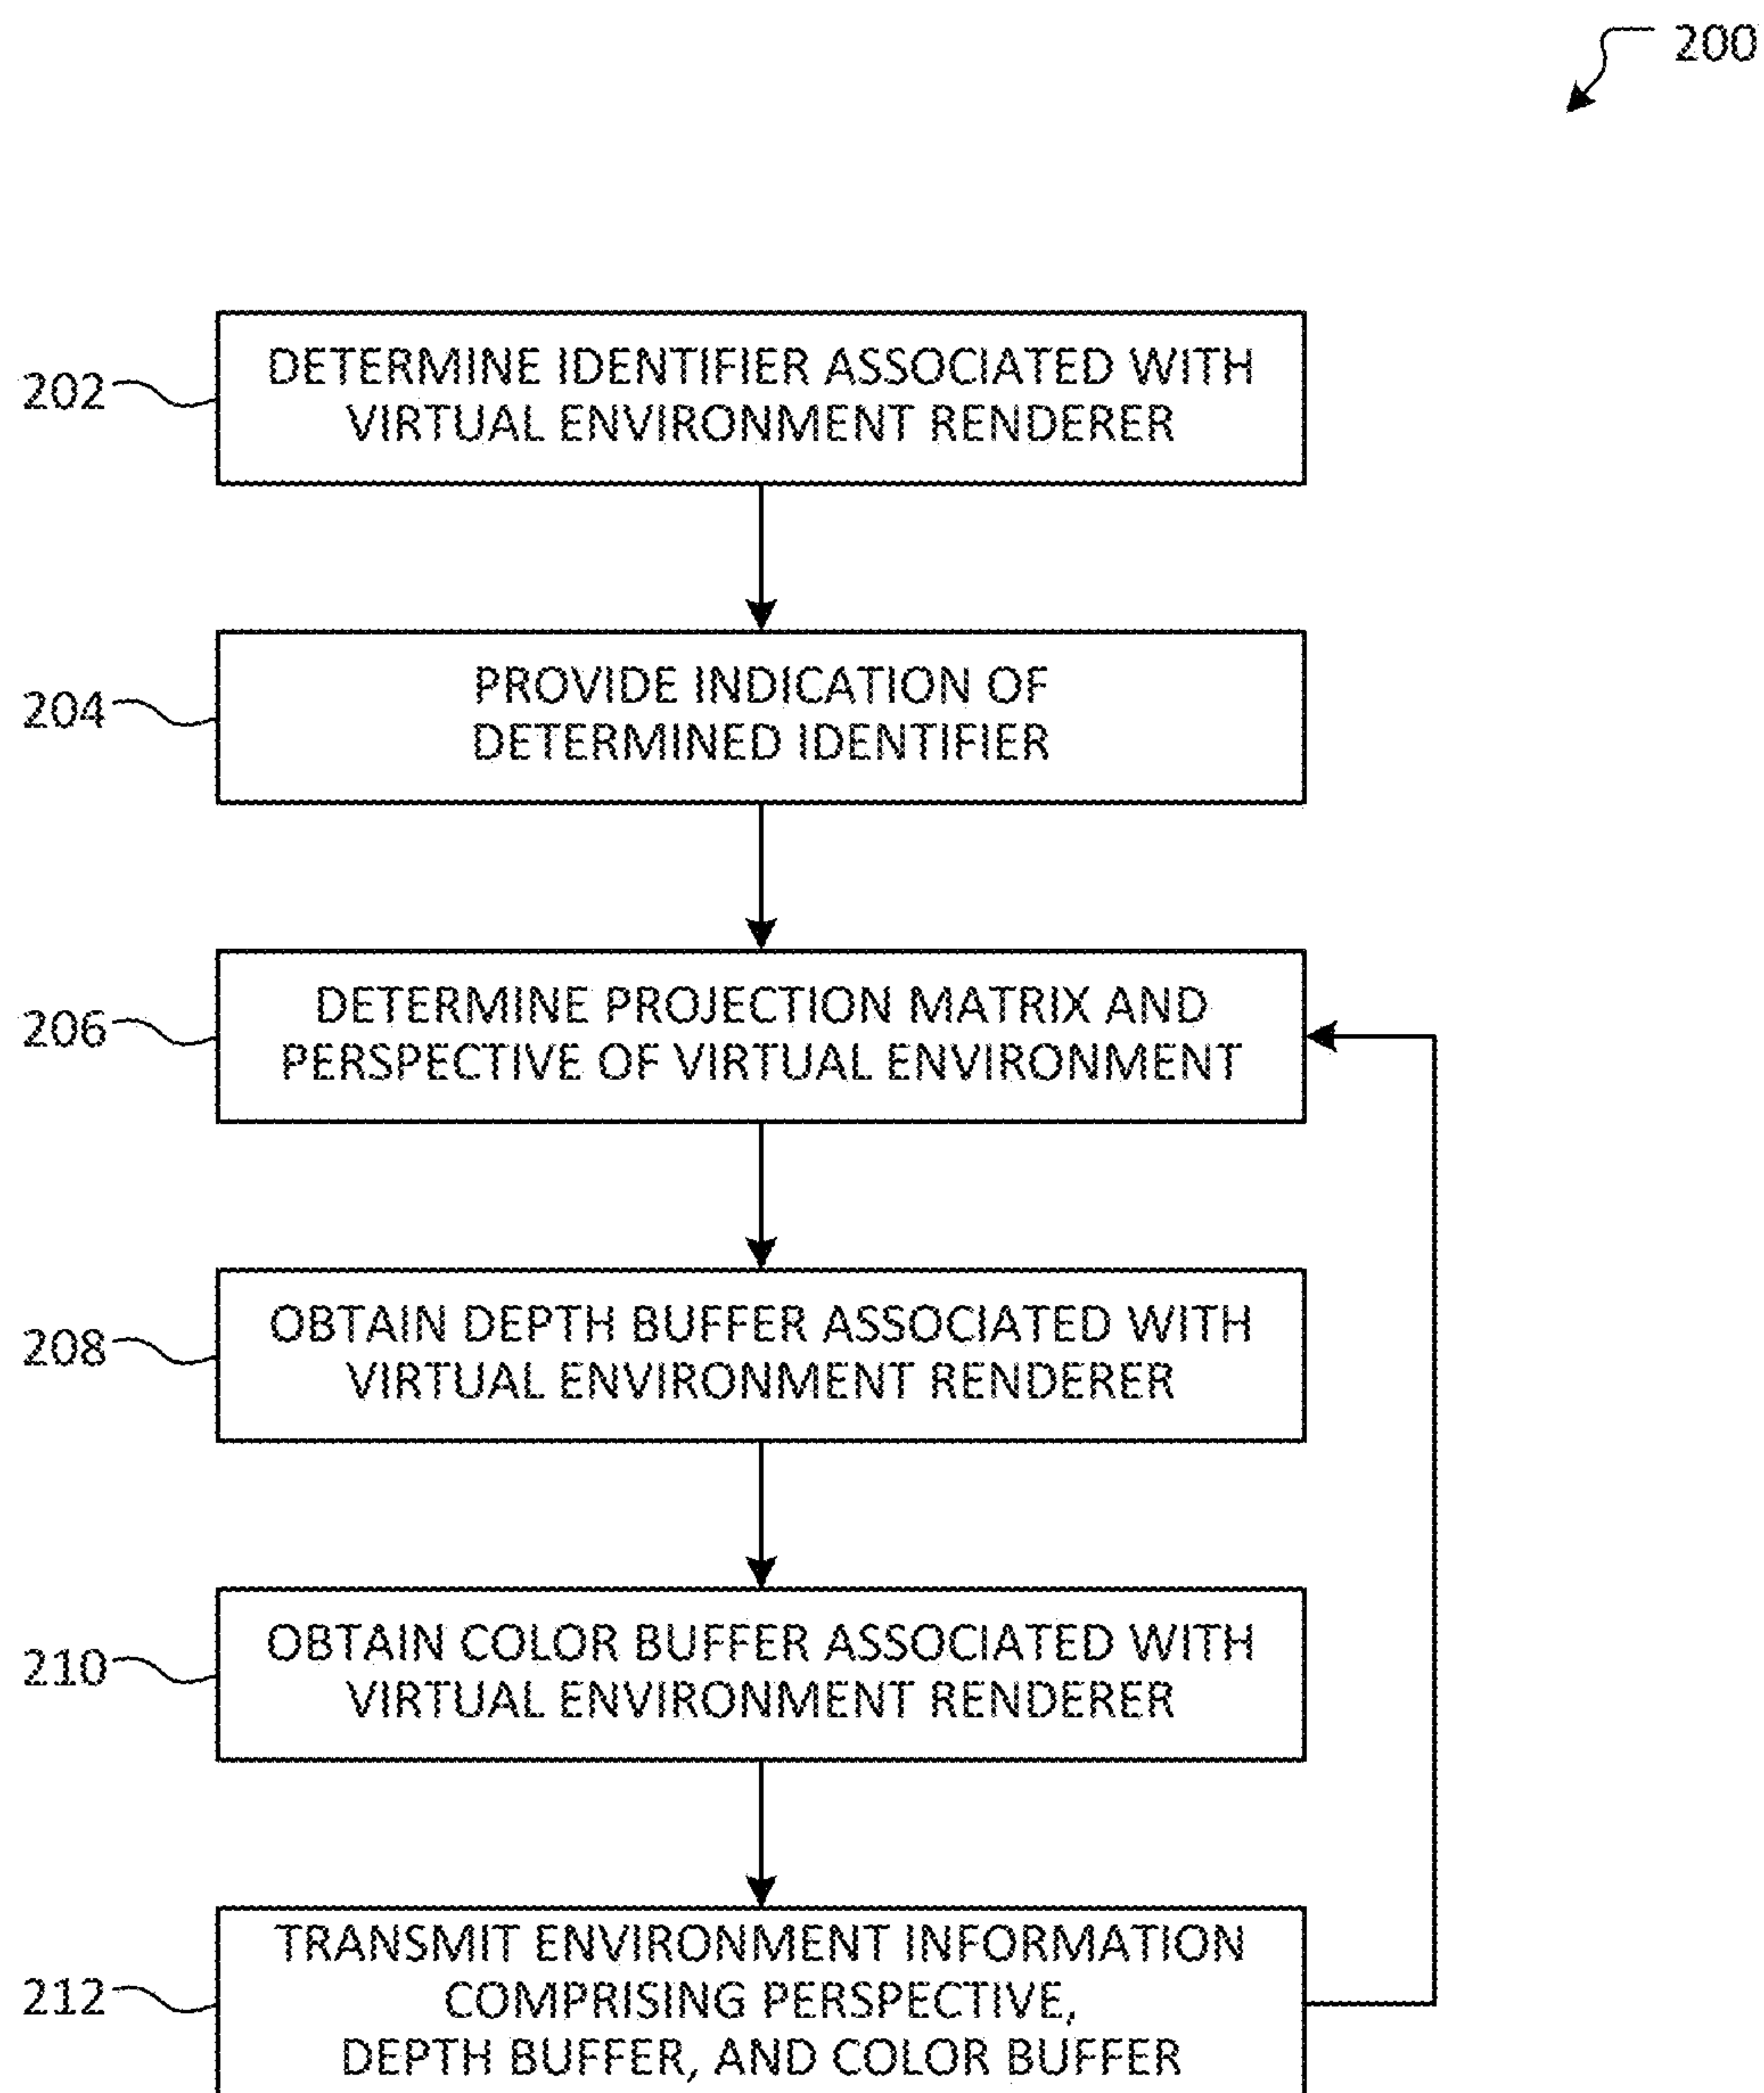 200
202
DETERMINE IDENTIFIER ASSOCIATED WITH
VIRTUAL ENVIRONMENT RENDERER
204
PROVIDE INDICATION OF
DETERMINED IDENTIFIER
206
DETERMINE PROJECTION MATRIX AND
PERSPECTIVE OF VIRTUAL ENVIRONMENT
208
OBTAIN DEPTH BUFFER ASSOCIATED WITH
VIRTUAL ENVIRONMENT RENDERER
210
OBTAIN COLOR BUFFER ASSOCIATED WITH
VIRTUAL ENVIRONMENT RENDERER
212
TRANSMIT ENVIRONMENT INFORMATION
COMPRISING PERSPECTIVE,
DEPTH BUFFER, AND COLOR BUFFER